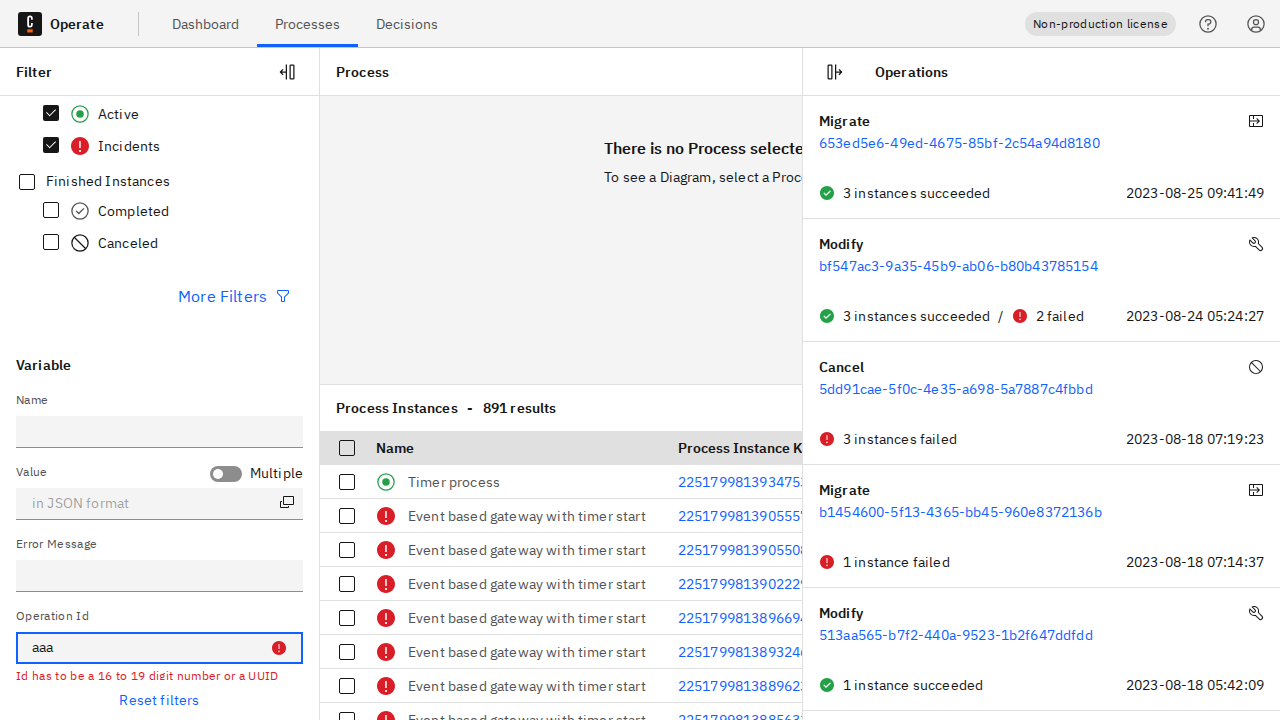 Operate
Dashboard
Processes
Decisions
Non-production license
Filter
Active
Incidents
Finished Instances
Completed
Canceled
More Filters
Variable
Name
Value
Multiple
in JSON format
Error Message
Operation Id
aaa
Id has to be a 16 to 19 digit number or a UUID
Reset filters
Process
There is no Process selecte
To see a Diagram, select a Proc
Process Instances - 891 results
Name
Process Instance K
Timer process
225179981393475
Event based gateway with timer start
225179981390555
Event based gateway with timer start
225179981390550
Event based gateway with timer start
225179981390222
Event based gateway with timer start
225179981389669
Event based gateway with timer start
225179981389324
Event based gateway with timer start
225179981388962
Event based gateway with timer start
225179981388563
Operations
Migrate
653ed5e6-49ed-4675-85bf-2c54a94d8180
3 instances succeeded
2023-08-25 09:41:49
Modify
bf547ac3-9a35-45b9-ab06-b80b43785154
3 instances succeeded / 2 failed
2023-08-24 05:24:27
Cancel
5dd91cae-5f0c-4e35-a698-5a7887c4fbbd
3 instances failed
2023-08-18 07:19:23
Migrate
b1454600-5f13-4365-bb45-960e8372136b
1 instance failed
2023-08-18 07:14:37
Modify
513aa565-b7f2-440a-9523-1b2f647ddfdd
1 instance succeeded
2023-08-18 05:42:09